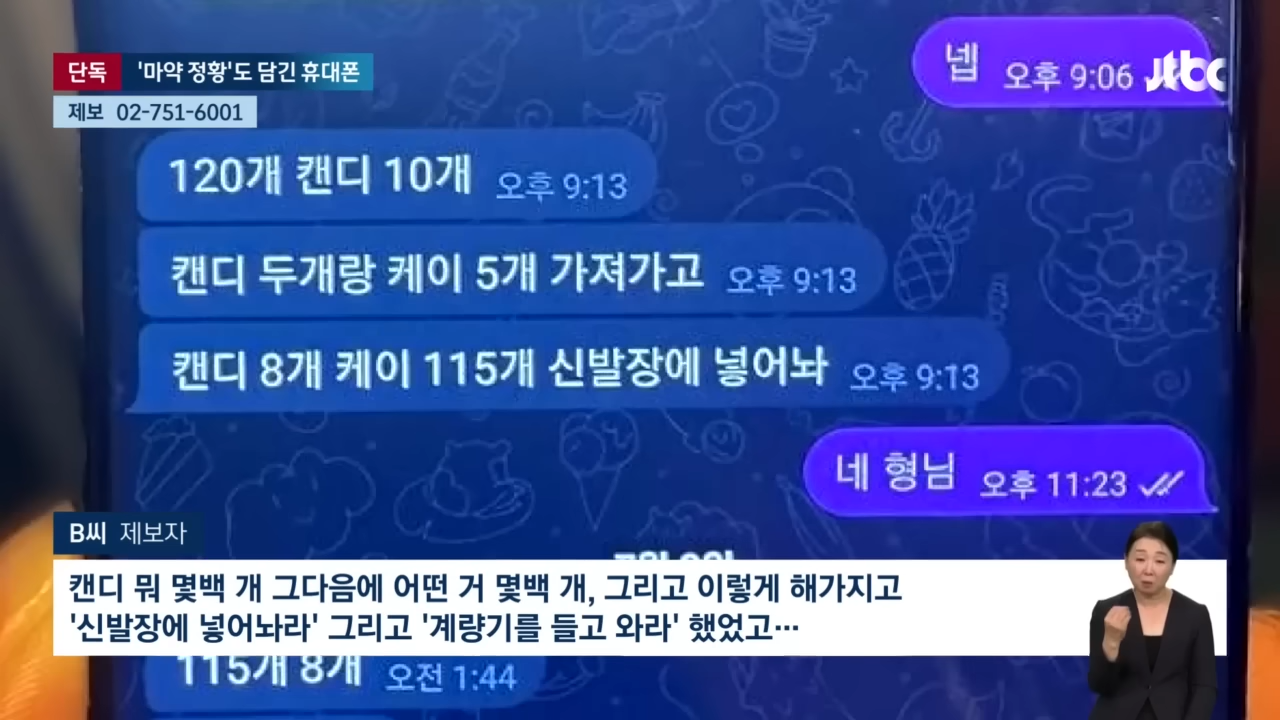 단독 '마약 정황'도 담긴 휴대폰
제보 02-751-6001
jtbc
넵 오후 9:06
120개 캔디 10개 오후 9:13
캔디 두개랑 케이 5개 가져가고 오후 9:13
캔디 8개 케이 115개 신발장에 넣어놔 오후 9:13
네 형님 오후 11:23
B씨 제보자
캔디 뭐 몇백 개 그다음에 어떤 거 몇백 개, 그리고 이렇게 해가지고
'신발장에 넣어놔라' 그리고 '계량기를 들고 와라' 했었고…
115개 8개 오전 1:44